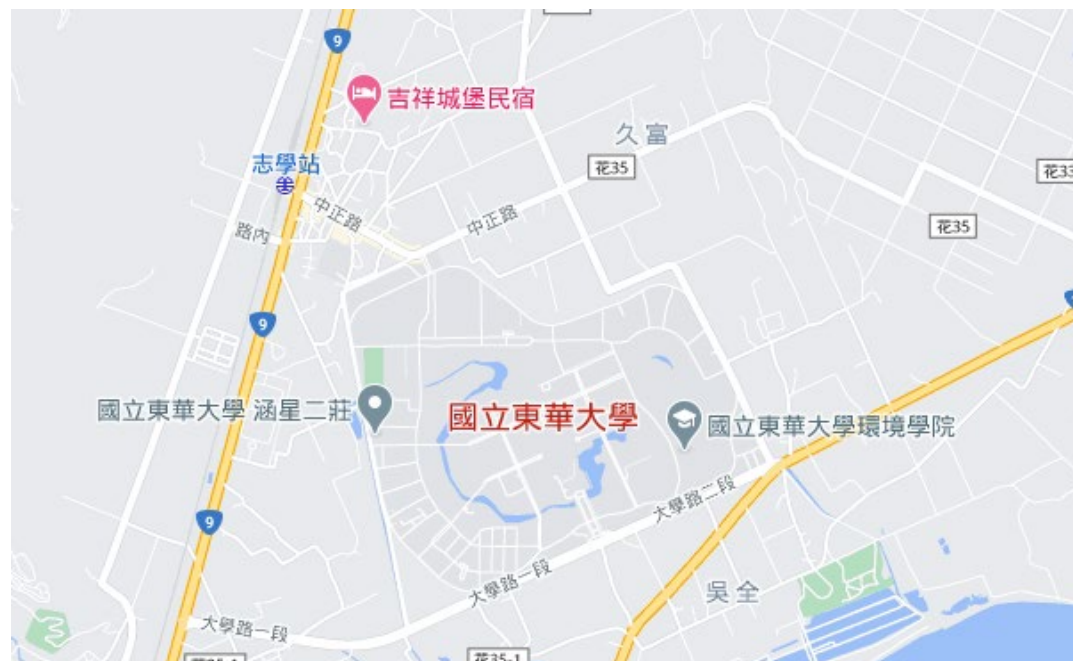 9
吉祥城堡民宿
久富
志學站
花35
花33
中正路
中正路
路內
花35
9
國立東華大學 涵星二莊
國立東華大學
國立東華大學環境學院
大學路二段
9
大學路一段
吳全
大學路一段
花35-1